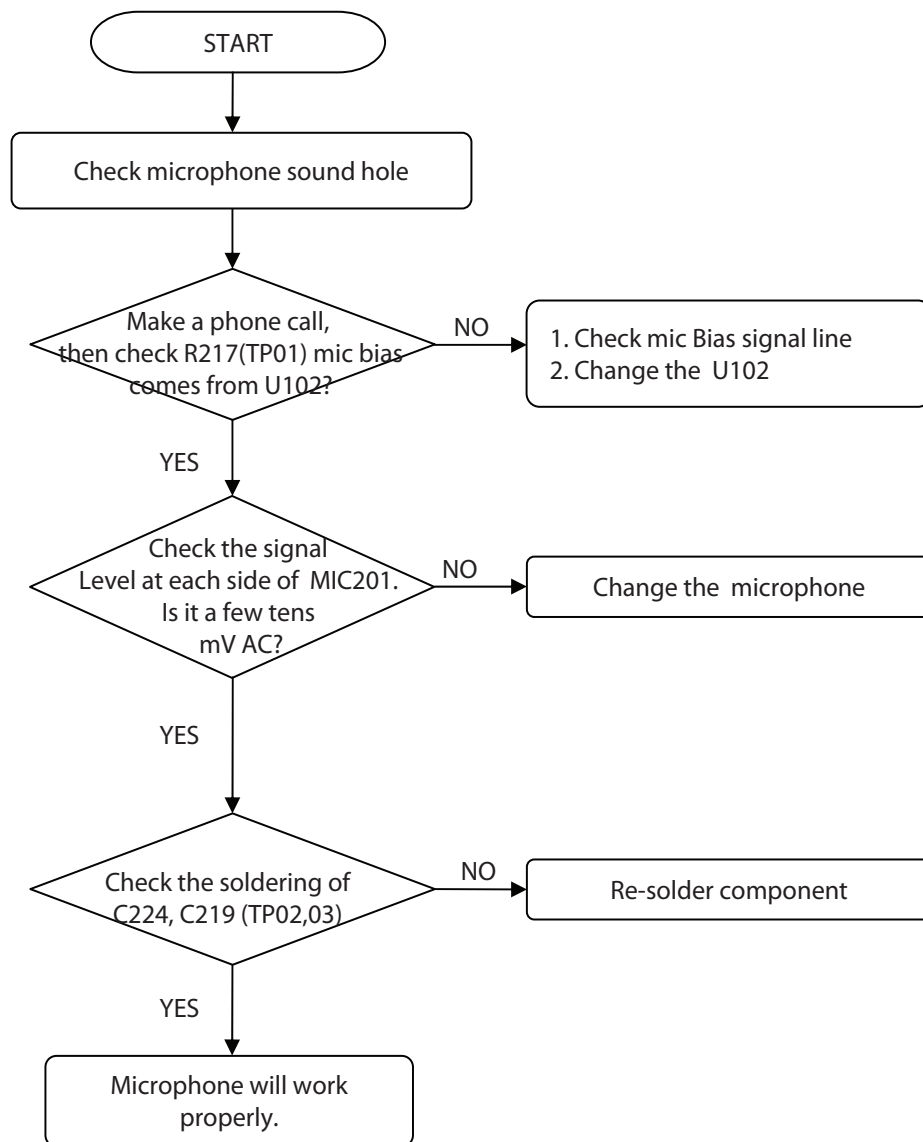 START
Check microphone sound hole
Make a phone call,
then check R217(TP01) mic bias
comes from U102?
NO
1. Check mic Bias signal line
2. Change the U102
YES
Check the signal
Level at each side of MIC201.
Is it a few tens
mV AC?
NO
Change the microphone
YES
Check the soldering of
C224, C219 (TP02,03)
NO
Re-solder component
YES
Microphone will work
properly.